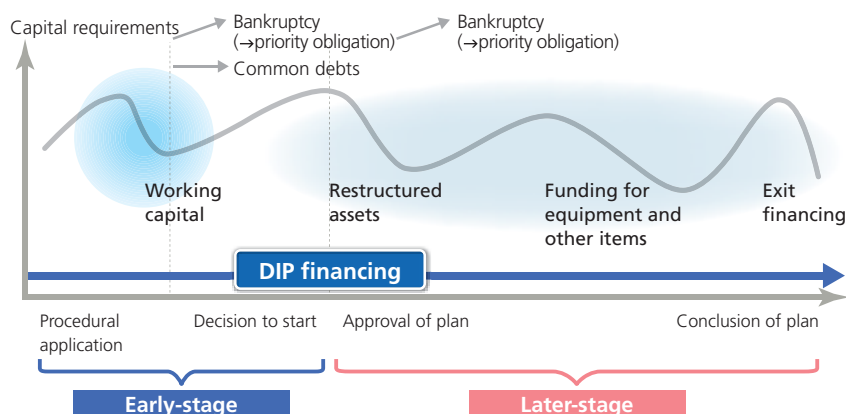 Capital requirements
Bankruptcy
(→priority obligation)
Bankruptcy
(→priority obligation)
Common debts
Working
capital
Restructured
assets
Funding for
equipment and
other items
Exit
financing
DIP financing
Procedural
application
Decision to start
Approval of plan
Conclusion of plan
Early-stage
Later-stage